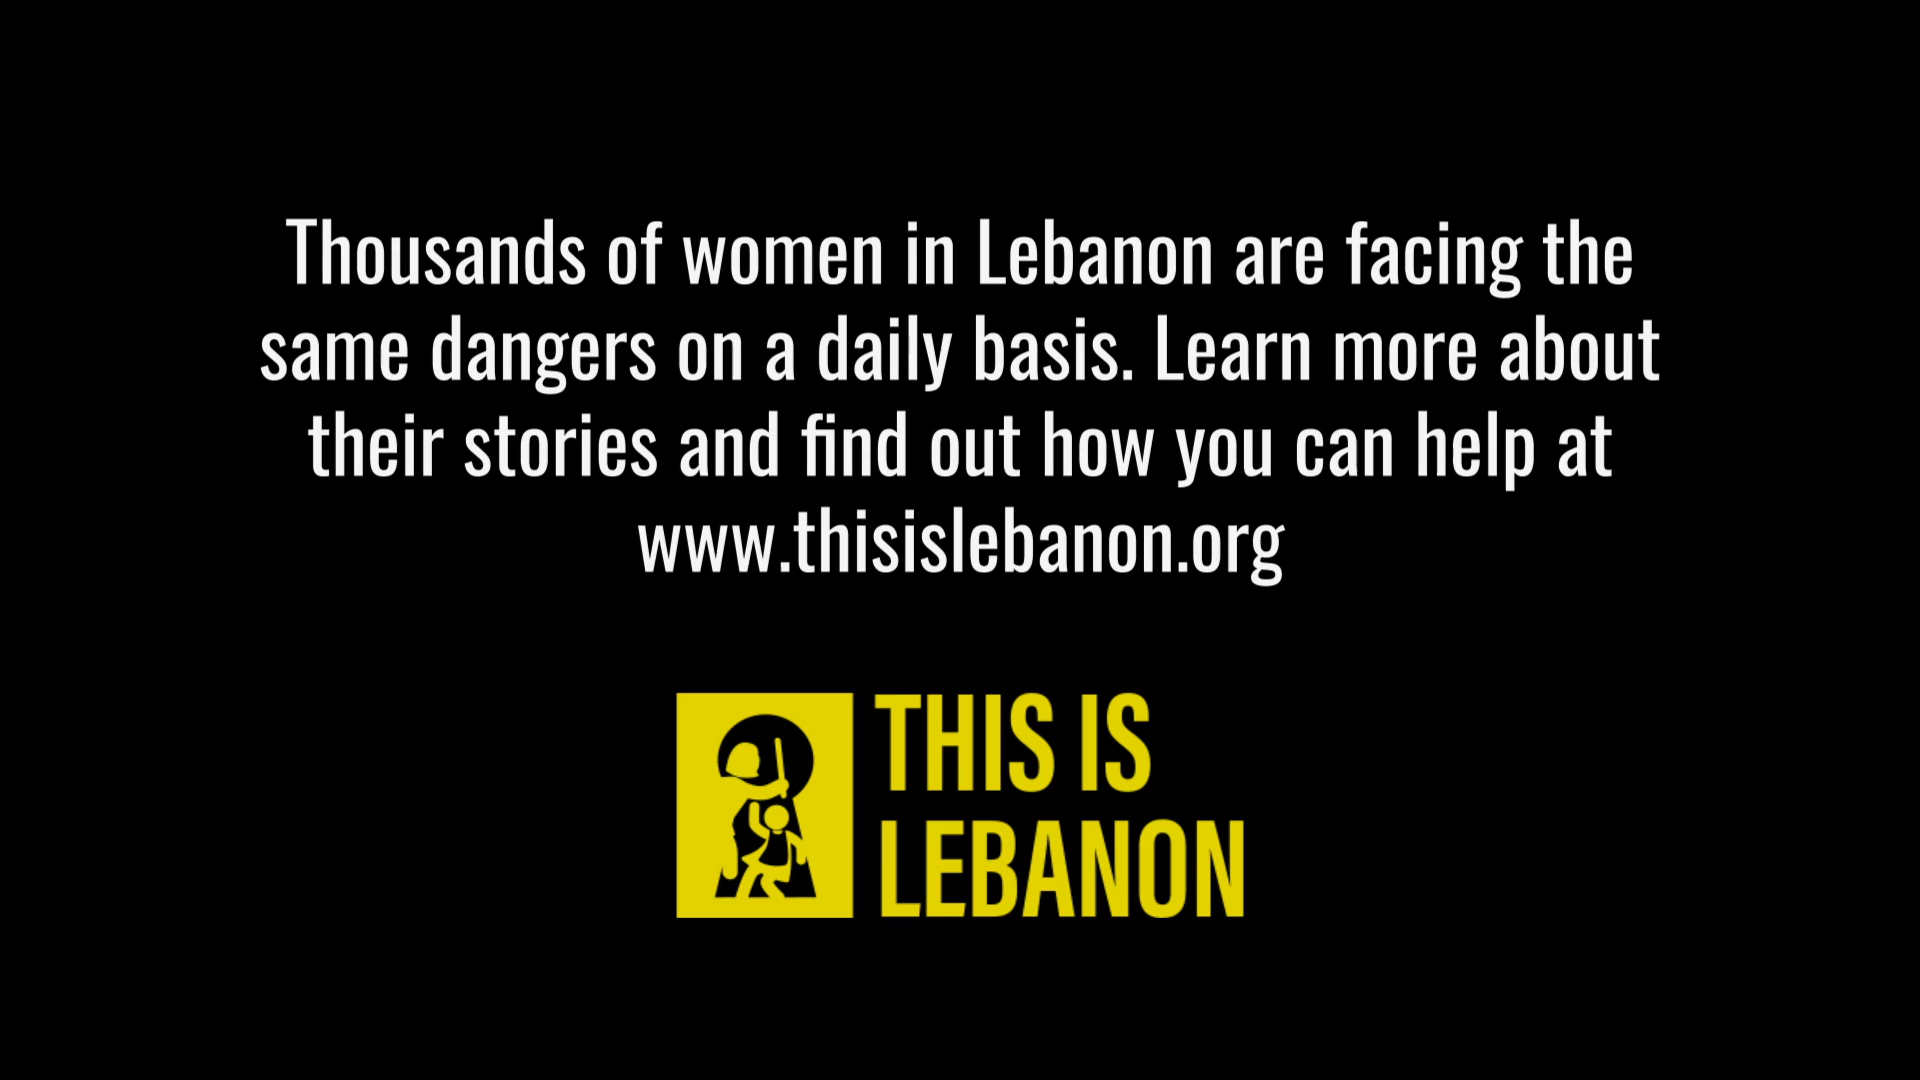 Thousands of women in Lebanon are facing the
same dangers on a daily basis. Learn more about
their stories and find out how you can help at
www.thisislebanon.org
THIS IS
LEBANON